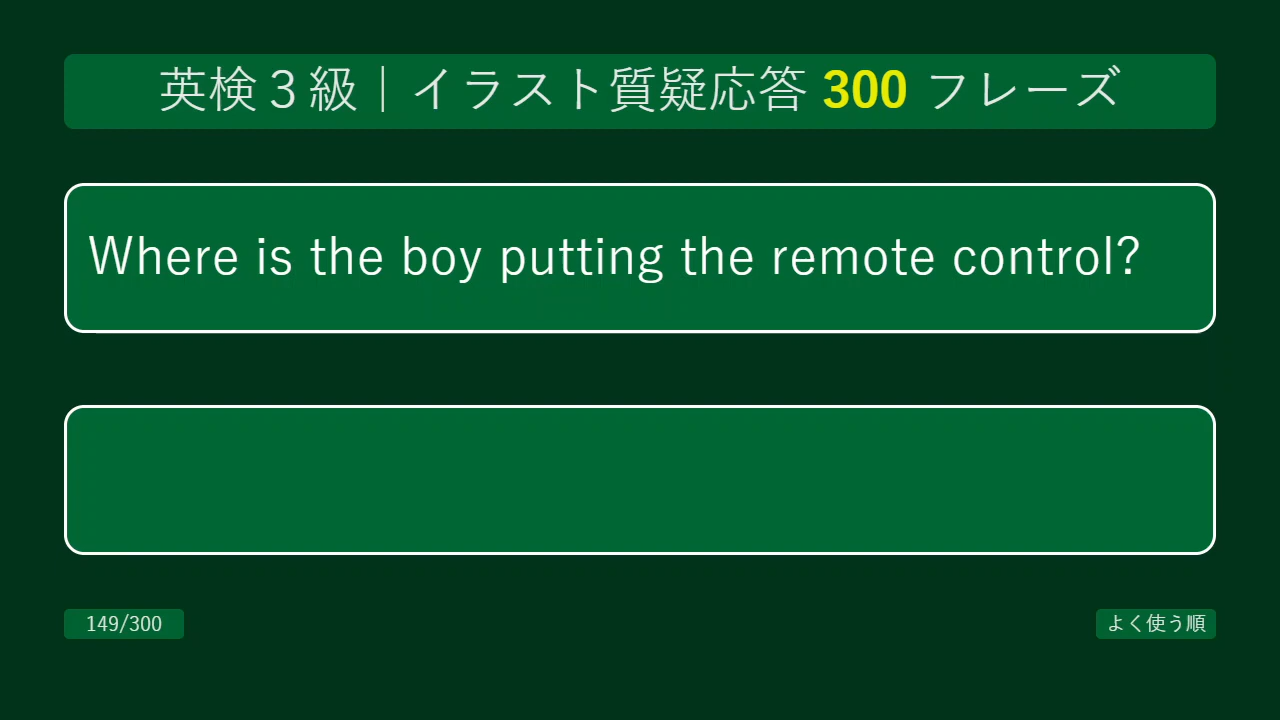 英検３級｜イラスト質疑応答 300 フレーズ
Where is the boy putting the remote control?
149/300
よく使う順